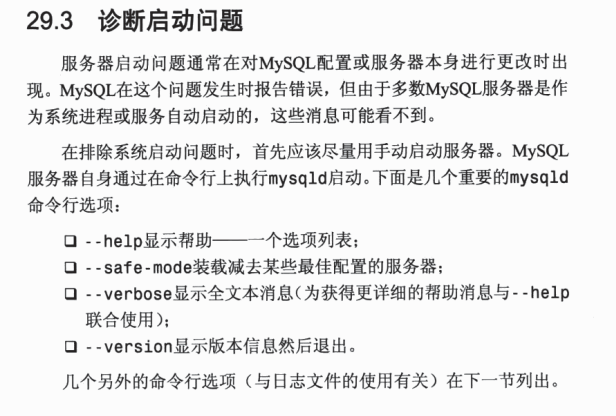 29.3 诊断启动问题
服务器启动问题通常在对MySQL配置或服务器本身进行更改时出
现。MySQL在这个问题发生时报告错误，但由于多数MySQL服务器是作
为系统进程或服务自动启动的，这些消息可能看不到。
在排除系统启动问题时，首先应该尽量用手动启动服务器。MySQL
服务器自身通过在命令行上执行mysqld启动。下面是几个重要的mysqld
命令行选项：
❑ --help显示帮助——一个选项列表；
❑ --safe-mode装载减去某些最佳配置的服务器；
❑ --verbose显示全文本消息（为获得更详细的帮助消息与--help
联合使用）；
❑ --version显示版本信息然后退出。
几个另外的命令行选项（与日志文件的使用有关）在下一节列出。